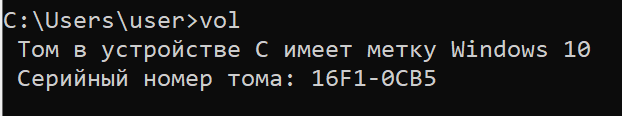 C:\Users\user>vol
Том в устройстве C имеет метку Windows 10
Серийный номер тома: 16F1-0CB5